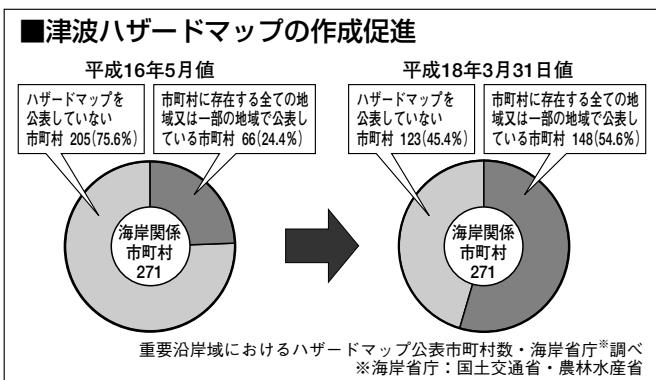 ■津波ハザードマップの作成促進
平成16年5月値
ハザードマップを
公表していない
市町村 205(75.6%)
市町村に存在する全ての地
域又は一部の地域で公表し
ている市町村 66(24.4%)
海岸関係
市町村
271
平成18年3月31日値
ハザードマップを
公表していない
市町村 123(45.4%)
市町村に存在する全ての地
域又は一部の地域で公表し
ている市町村 148(54.6%)
海岸関係
市町村
271
重要沿岸域におけるハザードマップ公表市町村数・海岸省庁※調べ
※海岸省庁：国土交通省・農林水産省